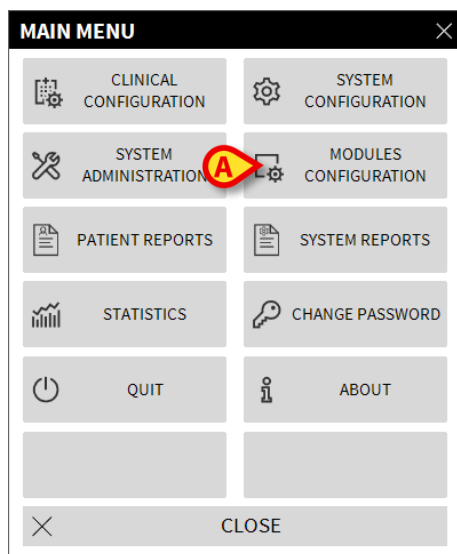 MAIN MENU
CLINICAL
CONFIGURATION
SYSTEM
CONFIGURATION
SYSTEM
ADMINISTRATION
A
MODULES
CONFIGURATION
PATIENT REPORTS
SYSTEM REPORTS
STATISTICS
CHANGE PASSWORD
QUIT
ABOUT
CLOSE